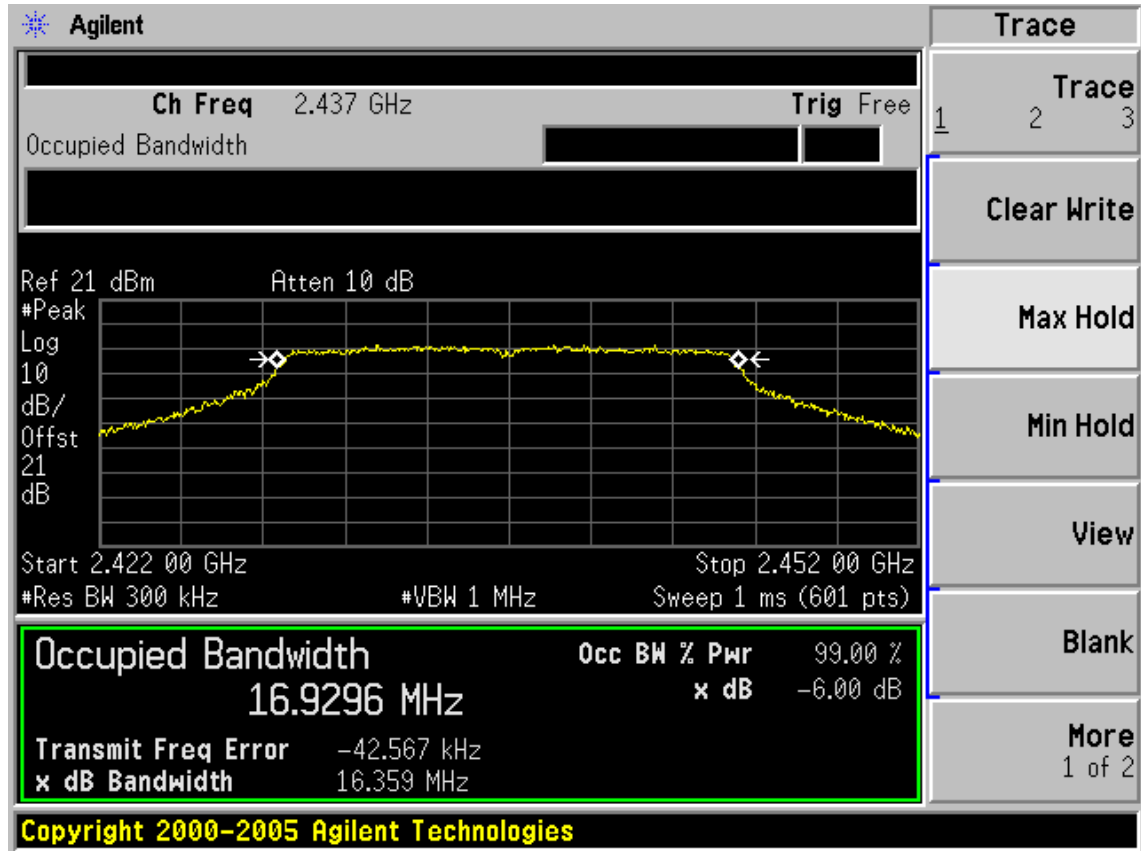 Agilent
Trace
Ch Freq 2.437 GHz Trig Free
Occupied Bandwidth
Ref 21 dBm Atten 10 dB
#Peak
Log
10
dB/
Offst
21
dB
Start 2.422 00 GHz Stop 2.452 00 GHz
#Res BW 300 kHz #VBW 1 MHz Sweep 1 ms (601 pts)
Occupied Bandwidth
16.9296 MHz
Occ BW % Pwr 99.00 %
x dB -6.00 dB
Transmit Freq Error -42.567 kHz
x dB Bandwidth 16.359 MHz
Copyright 2000-2005 Agilent Technologies
Trace
1 2 3
Clear Write
Max Hold
Min Hold
View
Blank
More
1 of 2